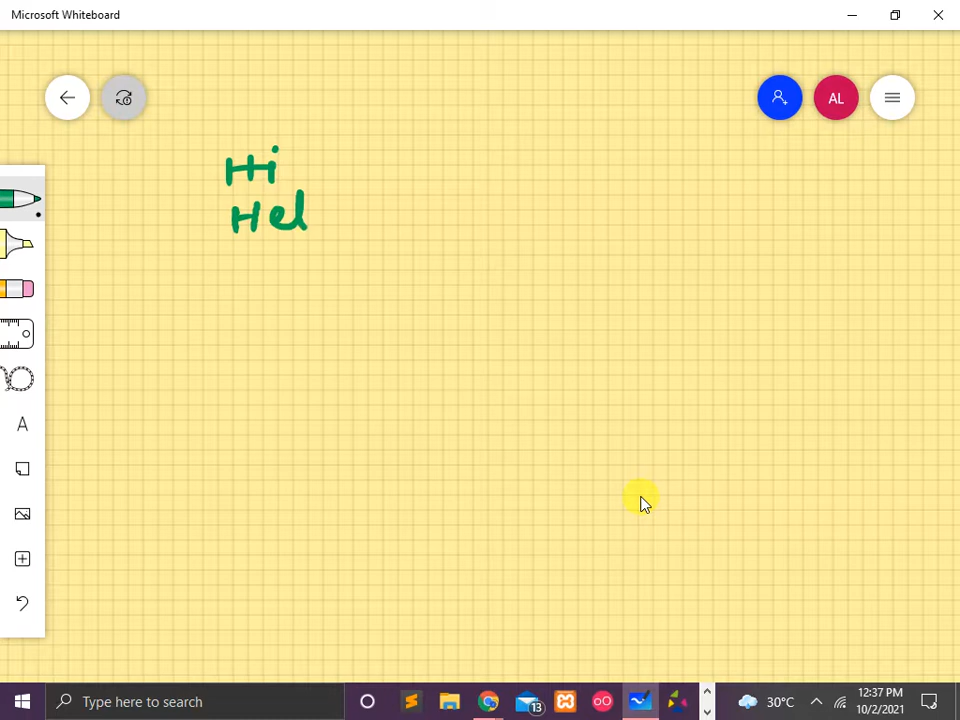 Microsoft Whiteboard
AL
Hi
Hel
A
Type here to search
13
30°C
12:37 PM
10/2/2021